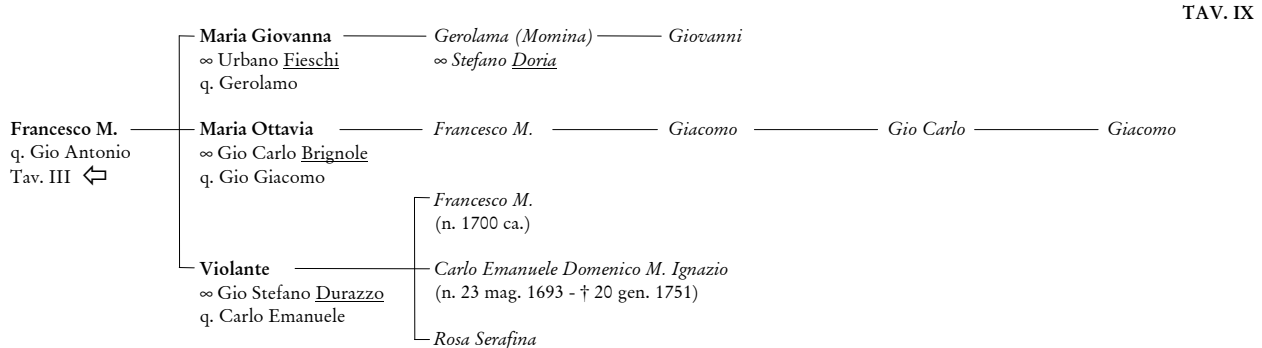 TAV. IX
Maria Giovanna Gerolama (Momina) Giovanni
∞ Urbano Fieschi ∞ Stefano Doria
q. Gerolamo
Francesco M. Maria Ottavia Francesco M. Giacomo Gio Carlo Giacomo
q. Gio Antonio ∞ Gio Carlo Brignole
Tav. III q. Gio Giacomo
Francesco M.
(n. 1700 ca.)
Violante Carlo Emanuele Domenico M. Ignazio
∞ Gio Stefano Durazzo (n. 23 mag. 1693 - † 20 gen. 1751)
q. Carlo Emanuele
Rosa Serafina